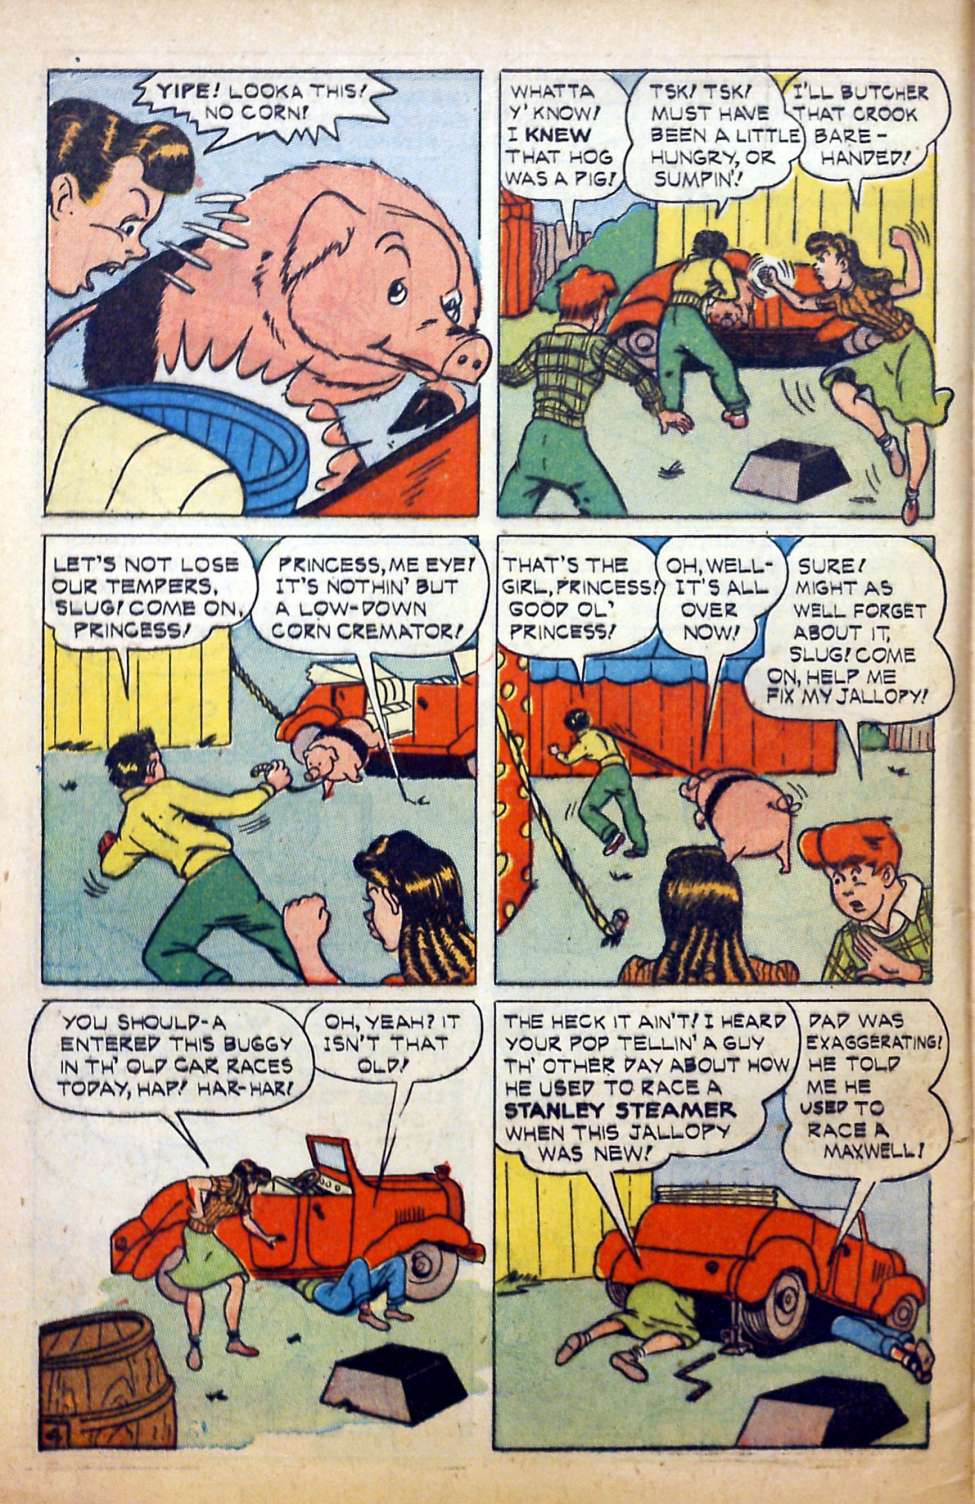 YIPE! LOOKA THIS!
NO CORN!
WHATTA
Y'KNOW!
I KNEW
THAT HOG
WAS A PIG!
TSK! TSK!
MUST HAVE
BEEN A LITTLE
HUNGRY, OR
SUMPIN'!
I'LL BUTCHER
THAT CROOK
BARE-
HANDED!
LET'S NOT LOSE
OUR TEMPERS,
SLUG! COME ON,
PRINCESS!
PRINCESS, ME EYE!
IT'S NOTHIN' BUT
A LOW-DOWN
CORN CREMATOR!
THAT'S THE
GIRL, PRINCESS!
GOOD OL'
PRINCESS!
OH, WELL-
IT'S ALL
OVER
NOW!
SURE!
MIGHT AS
WELL FORGET
ABOUT IT,
SLUG! COME
ON, HELP ME
FIX MY JALLOPY!
YOU SHOULD-A
ENTERED THIS BUGGY
IN TH' OLD CAR RACES
TODAY, HAP! HAR-HAR!
OH, YEAH? IT
ISN'T THAT
OLD!
4
THE HECK IT AIN'T! I HEARD
YOUR POP TELLIN' A GUY
TH' OTHER DAY ABOUT HOW
HE USED TO RACE A
STANLEY STEAMER
WHEN THIS JALLOPY
WAS NEW!
DAD WAS
EXAGGERATING!
HE TOLD
ME HE
USED TO
RACE A
MAXWELL!